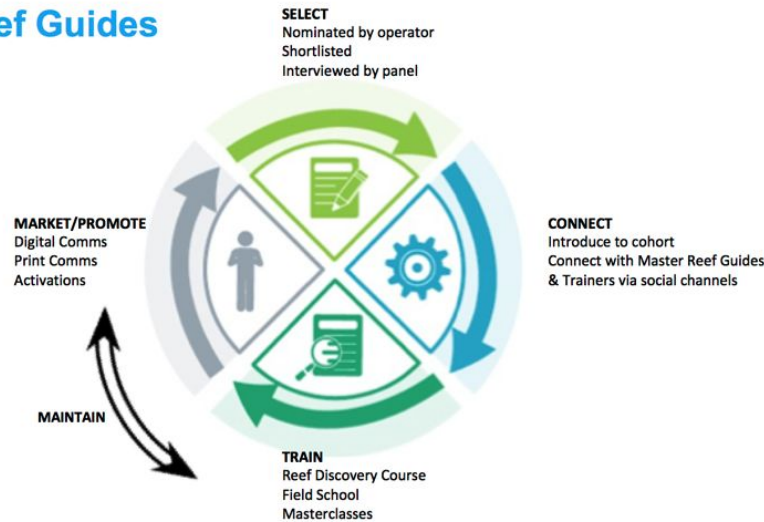 ef Guides
SELECT
Nominated by operator
Shortlisted
Interviewed by panel
MARKET/PROMOTE
Digital Comms
Print Comms
Activations
CONNECT
Introduce to cohort
Connect with Master Reef Guides
& Trainers via social channels
MAINTAIN
TRAIN
Reef Discovery Course
Field School
Masterclasses